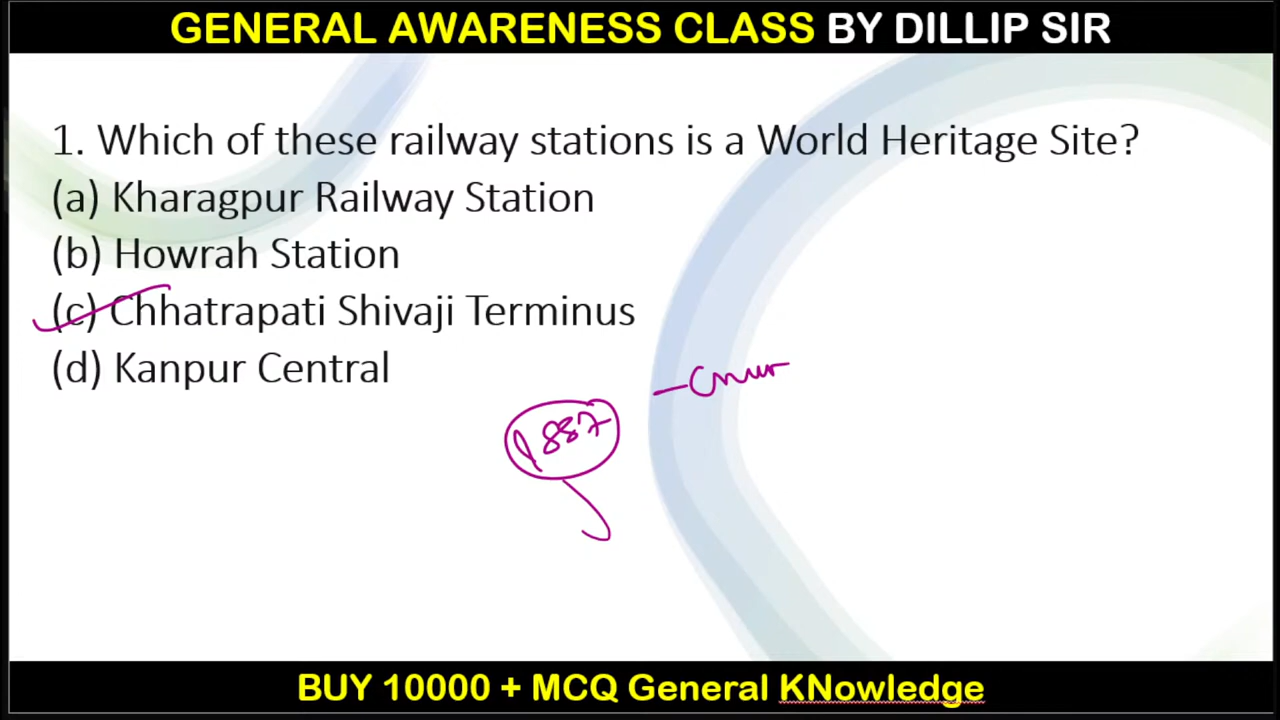 GENERAL AWARENESS CLASS BY DILLIP SIR
1. Which of these railway stations is a World Heritage Site?
(a) Kharagpur Railway Station
(b) Howrah Station
(c) Chhatrapati Shivaji Terminus
(d) Kanpur Central
1887
BUY 10000 + MCQ General KNowledge